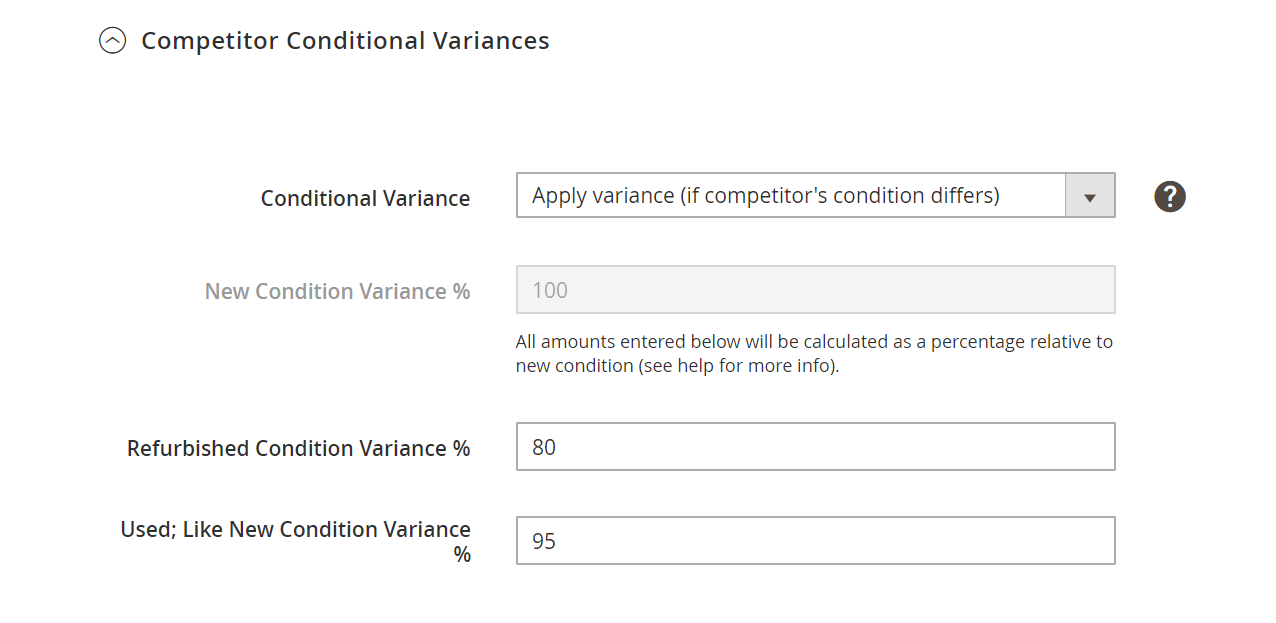 Competitor Conditional Variances
Conditional Variance
Apply variance (if competitor's condition differs)
?
New Condition Variance %
100
All amounts entered below will be calculated as a percentage relative to
new condition (see help for more info).
Refurbished Condition Variance %
80
Used; Like New Condition Variance
%
95